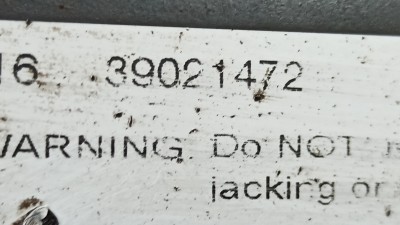 16 39021472
WARNING Do NOT
jacking or